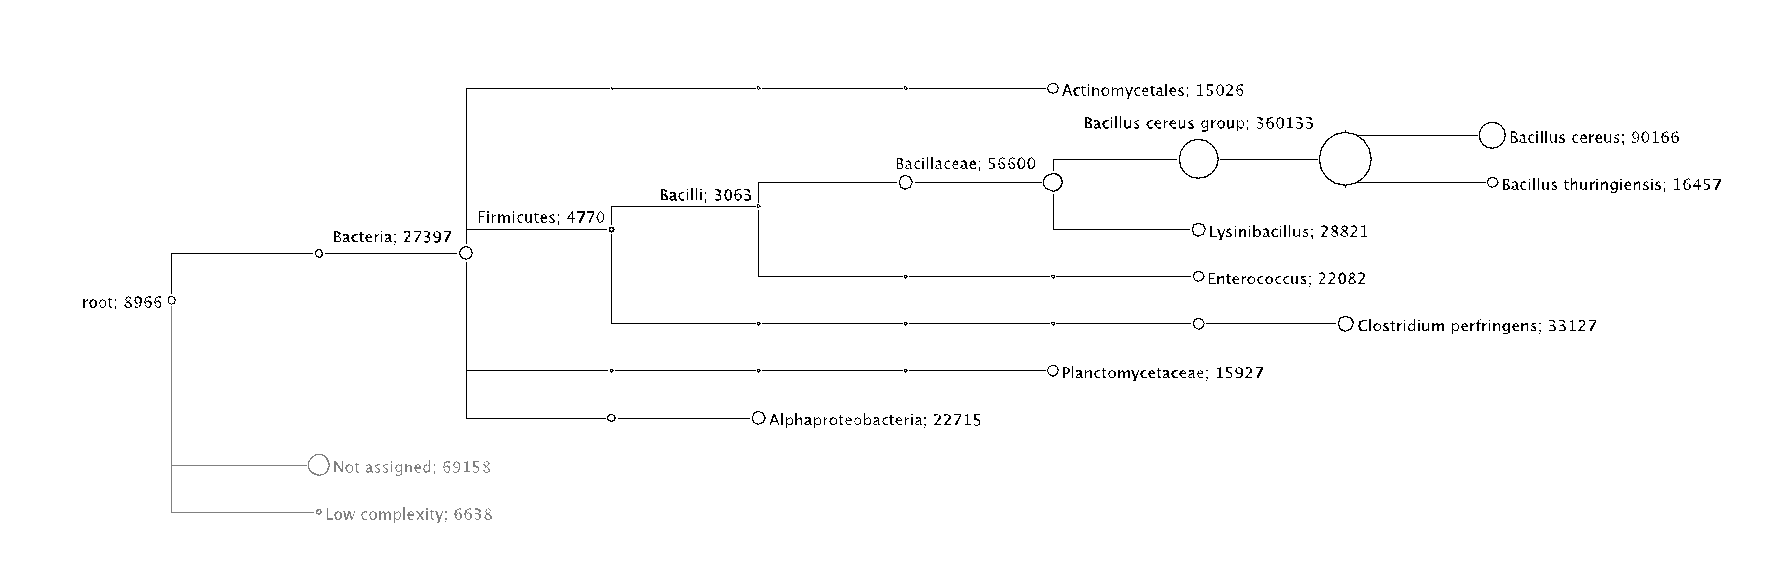 Actinomycetales; 15026
Bacillus cereus group; 360133
Bacillus cereus; 90166
Bacillaceae; 56600
Bacillus thuringiensis; 16457
Bacilli; 3063
Firmicutes; 4770
Lysinibacillus; 28821
Bacteria; 27397
Enterococcus; 22082
root; 8966
Clostridium perfringens; 33127
Planctomycetaceae; 15927
Alphaproteobacteria; 22715
Not assigned; 69158
Low complexity; 6638